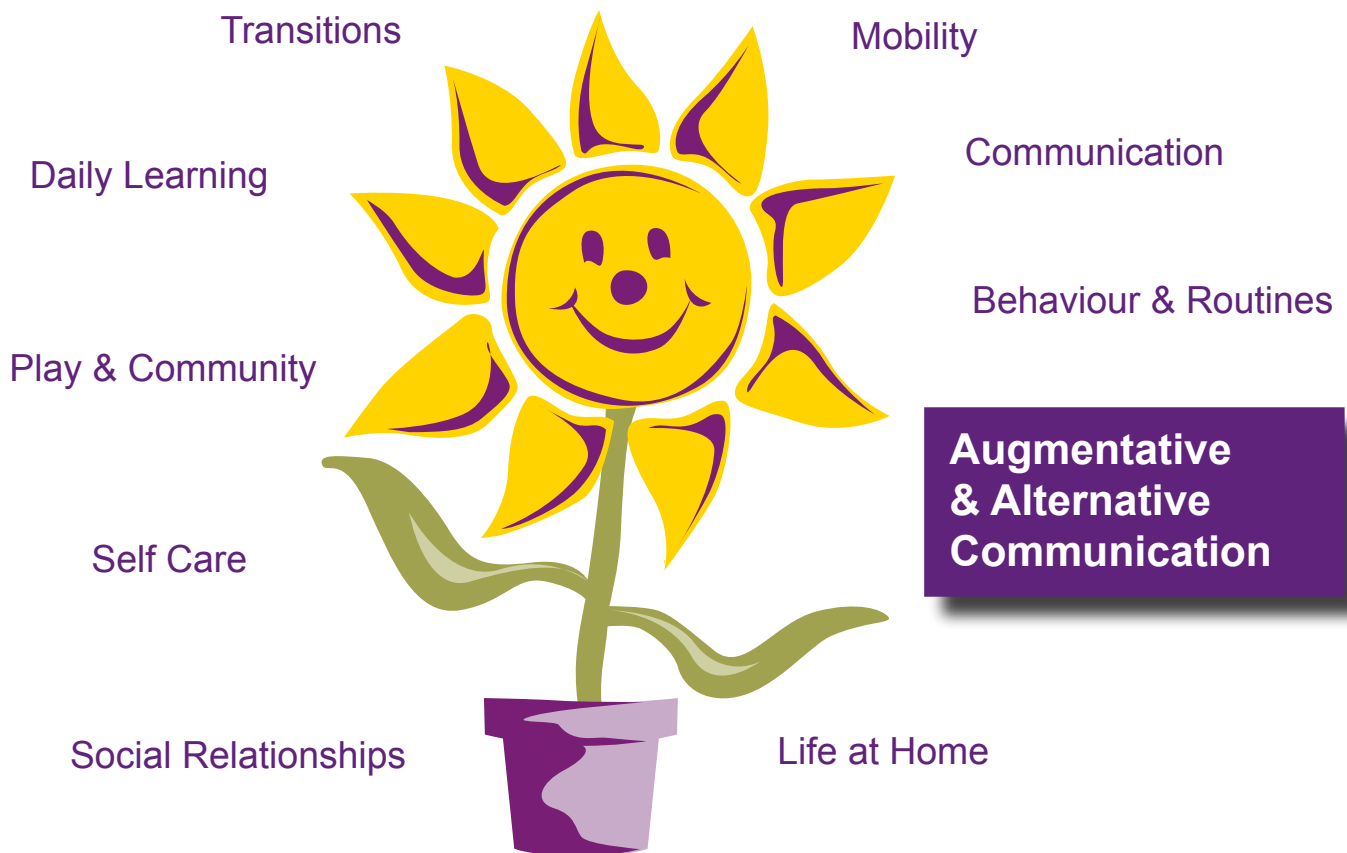 Transitions
Mobility
Communication
Daily Learning
Behaviour & Routines
Play & Community
Augmentative
& Alternative
Communication
Self Care
Social Relationships
Life at Home